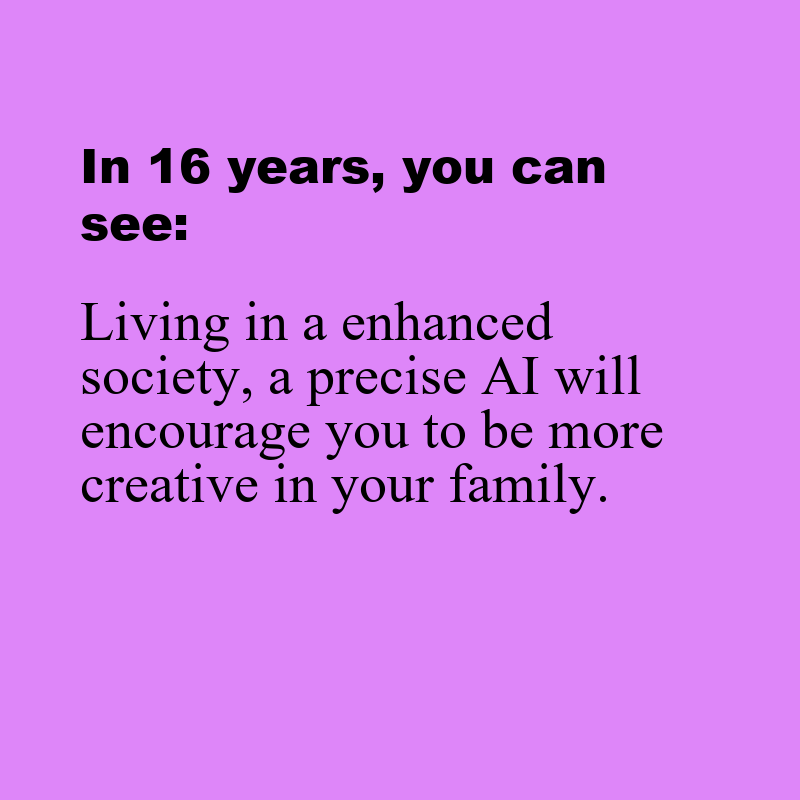 In 16 years, you can
see:
Living in a enhanced
society, a precise AI will
encourage you to be more
creative in your family.